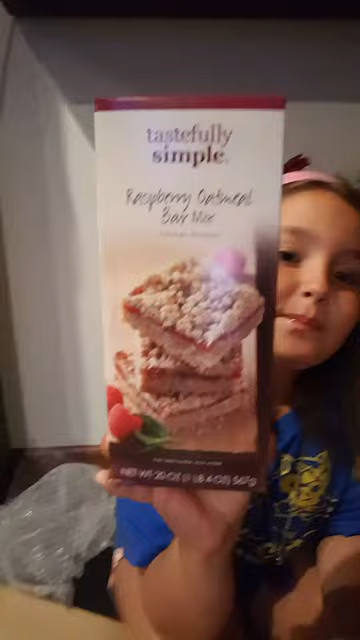 tastefully
simple.
Raspberry Oatmeal
Bar Mix
NET WT 20 OZ (1 LB 4 OZ) 567g